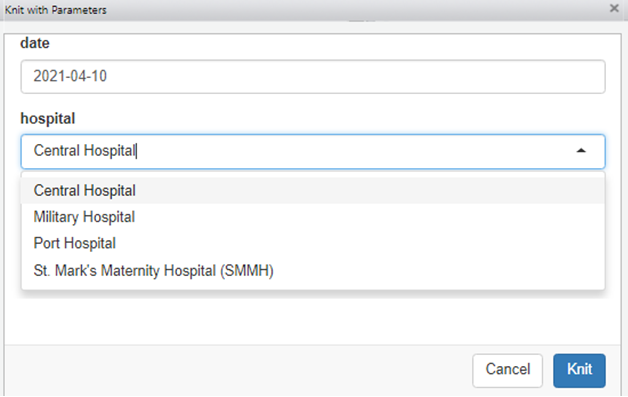 Knit with Parameters
date
2021-04-10
hospital
Central Hospital
Central Hospital
Military Hospital
Port Hospital
St. Mark's Maternity Hospital (SMMH)
Cancel Knit